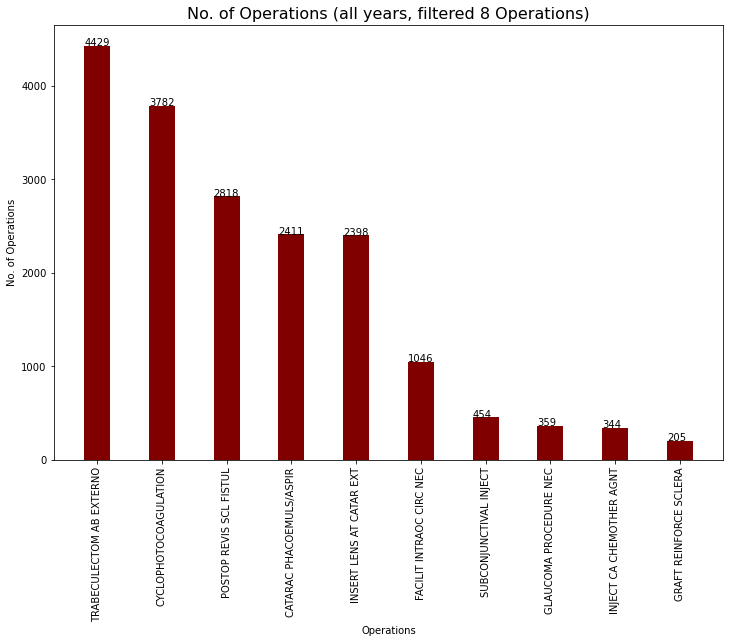 No. of Operations (all years, filtered 8 Operations)
4429
3782
2818
2411
2398
1046
454
359
344
205
No. of Operations
4000
3000
2000
1000
0
TRABECULECTOM AB EXTERNO
CYCLOPHOTOCOAGULATION
POSTOP REVIS SCL FISTUL
CATARAC PHACOEMULS/ASPIR
INSERT LENS AT CATAR EXT
FACILIT INTRAOC CIRC NEC
SUBCONJUNCTIVAL INJECT
GLAUCOMA PROCEDURE NEC
INJECT CA CHEMOTHER AGNT
GRAFT REINFORCE SCLERA
Operations